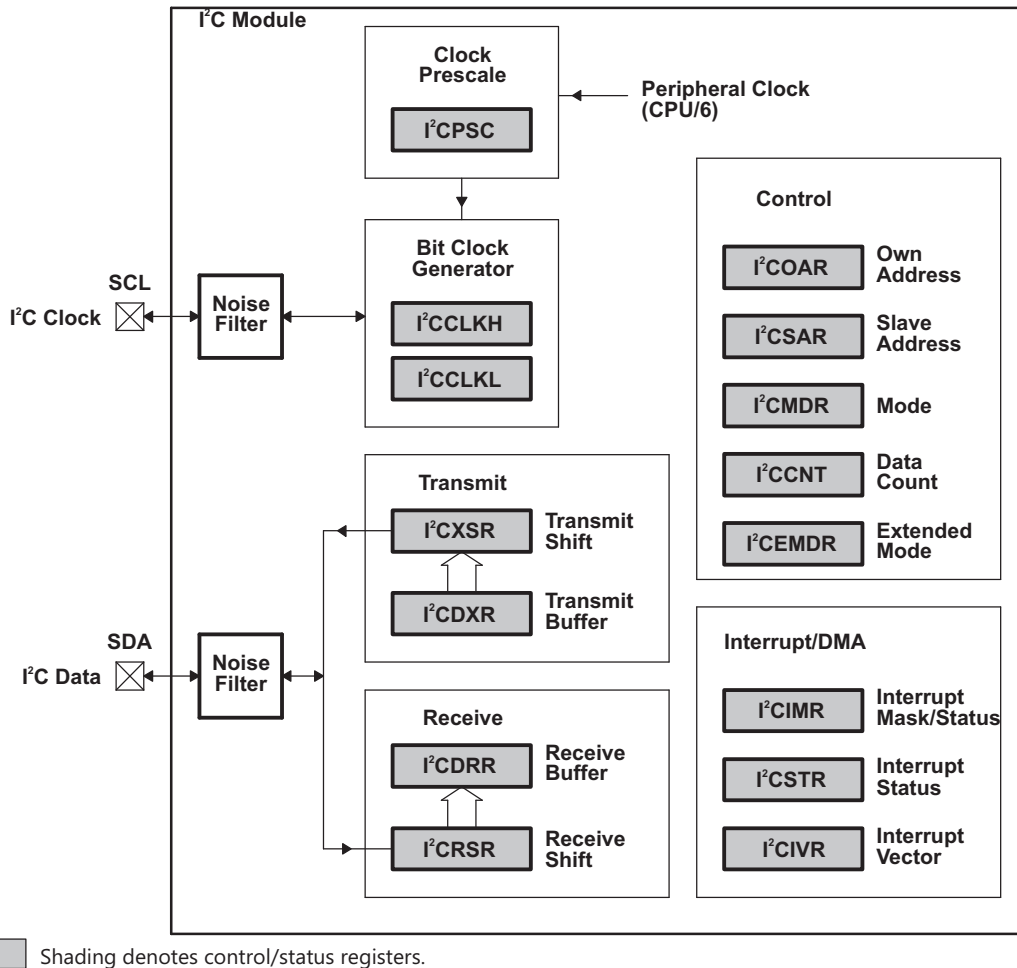 I²C Module
Clock
Prescale
I²CPSC
Peripheral Clock
(CPU/6)
Bit Clock
Generator
I²CCLKH
I²CCLKL
SCL
I²C Clock
Noise
Filter
Control
I²COAR
Own
Address
I²CSAR
Slave
Address
I²CMDR
Mode
I²CCNT
Data
Count
I²CEMDR
Extended
Mode
Transmit
I²CXSR
Transmit
Shift
I²CDXR
Transmit
Buffer
SDA
I²C Data
Noise
Filter
Receive
I²CDRR
Receive
Buffer
I²CRSR
Receive
Shift
Interrupt/DMA
I²CIMR
Interrupt
Mask/Status
I²CSTR
Interrupt
Status
I²CIVR
Interrupt
Vector
Shading denotes control/status registers.